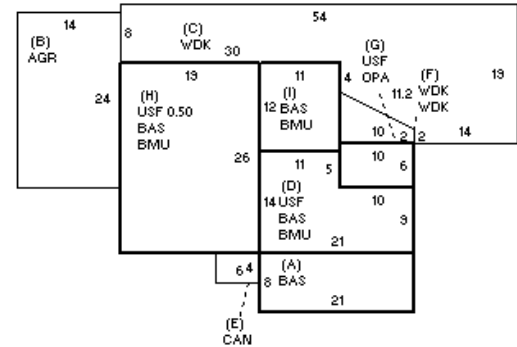 54
14
(B)
AGR
8
(C)
WDK
30
(G)
USF
OPA
19
19
11
4
11.2
(F)
WDK
WDK
24
(H)
USF 0.50
BAS
BMU
(I)
12 BAS
BMU
10
2
2
14
26
11
5
10
6
(D)
14 USF
BAS
BMU
10
9
21
6
4
8
(A)
BAS
21
(E)
CAN